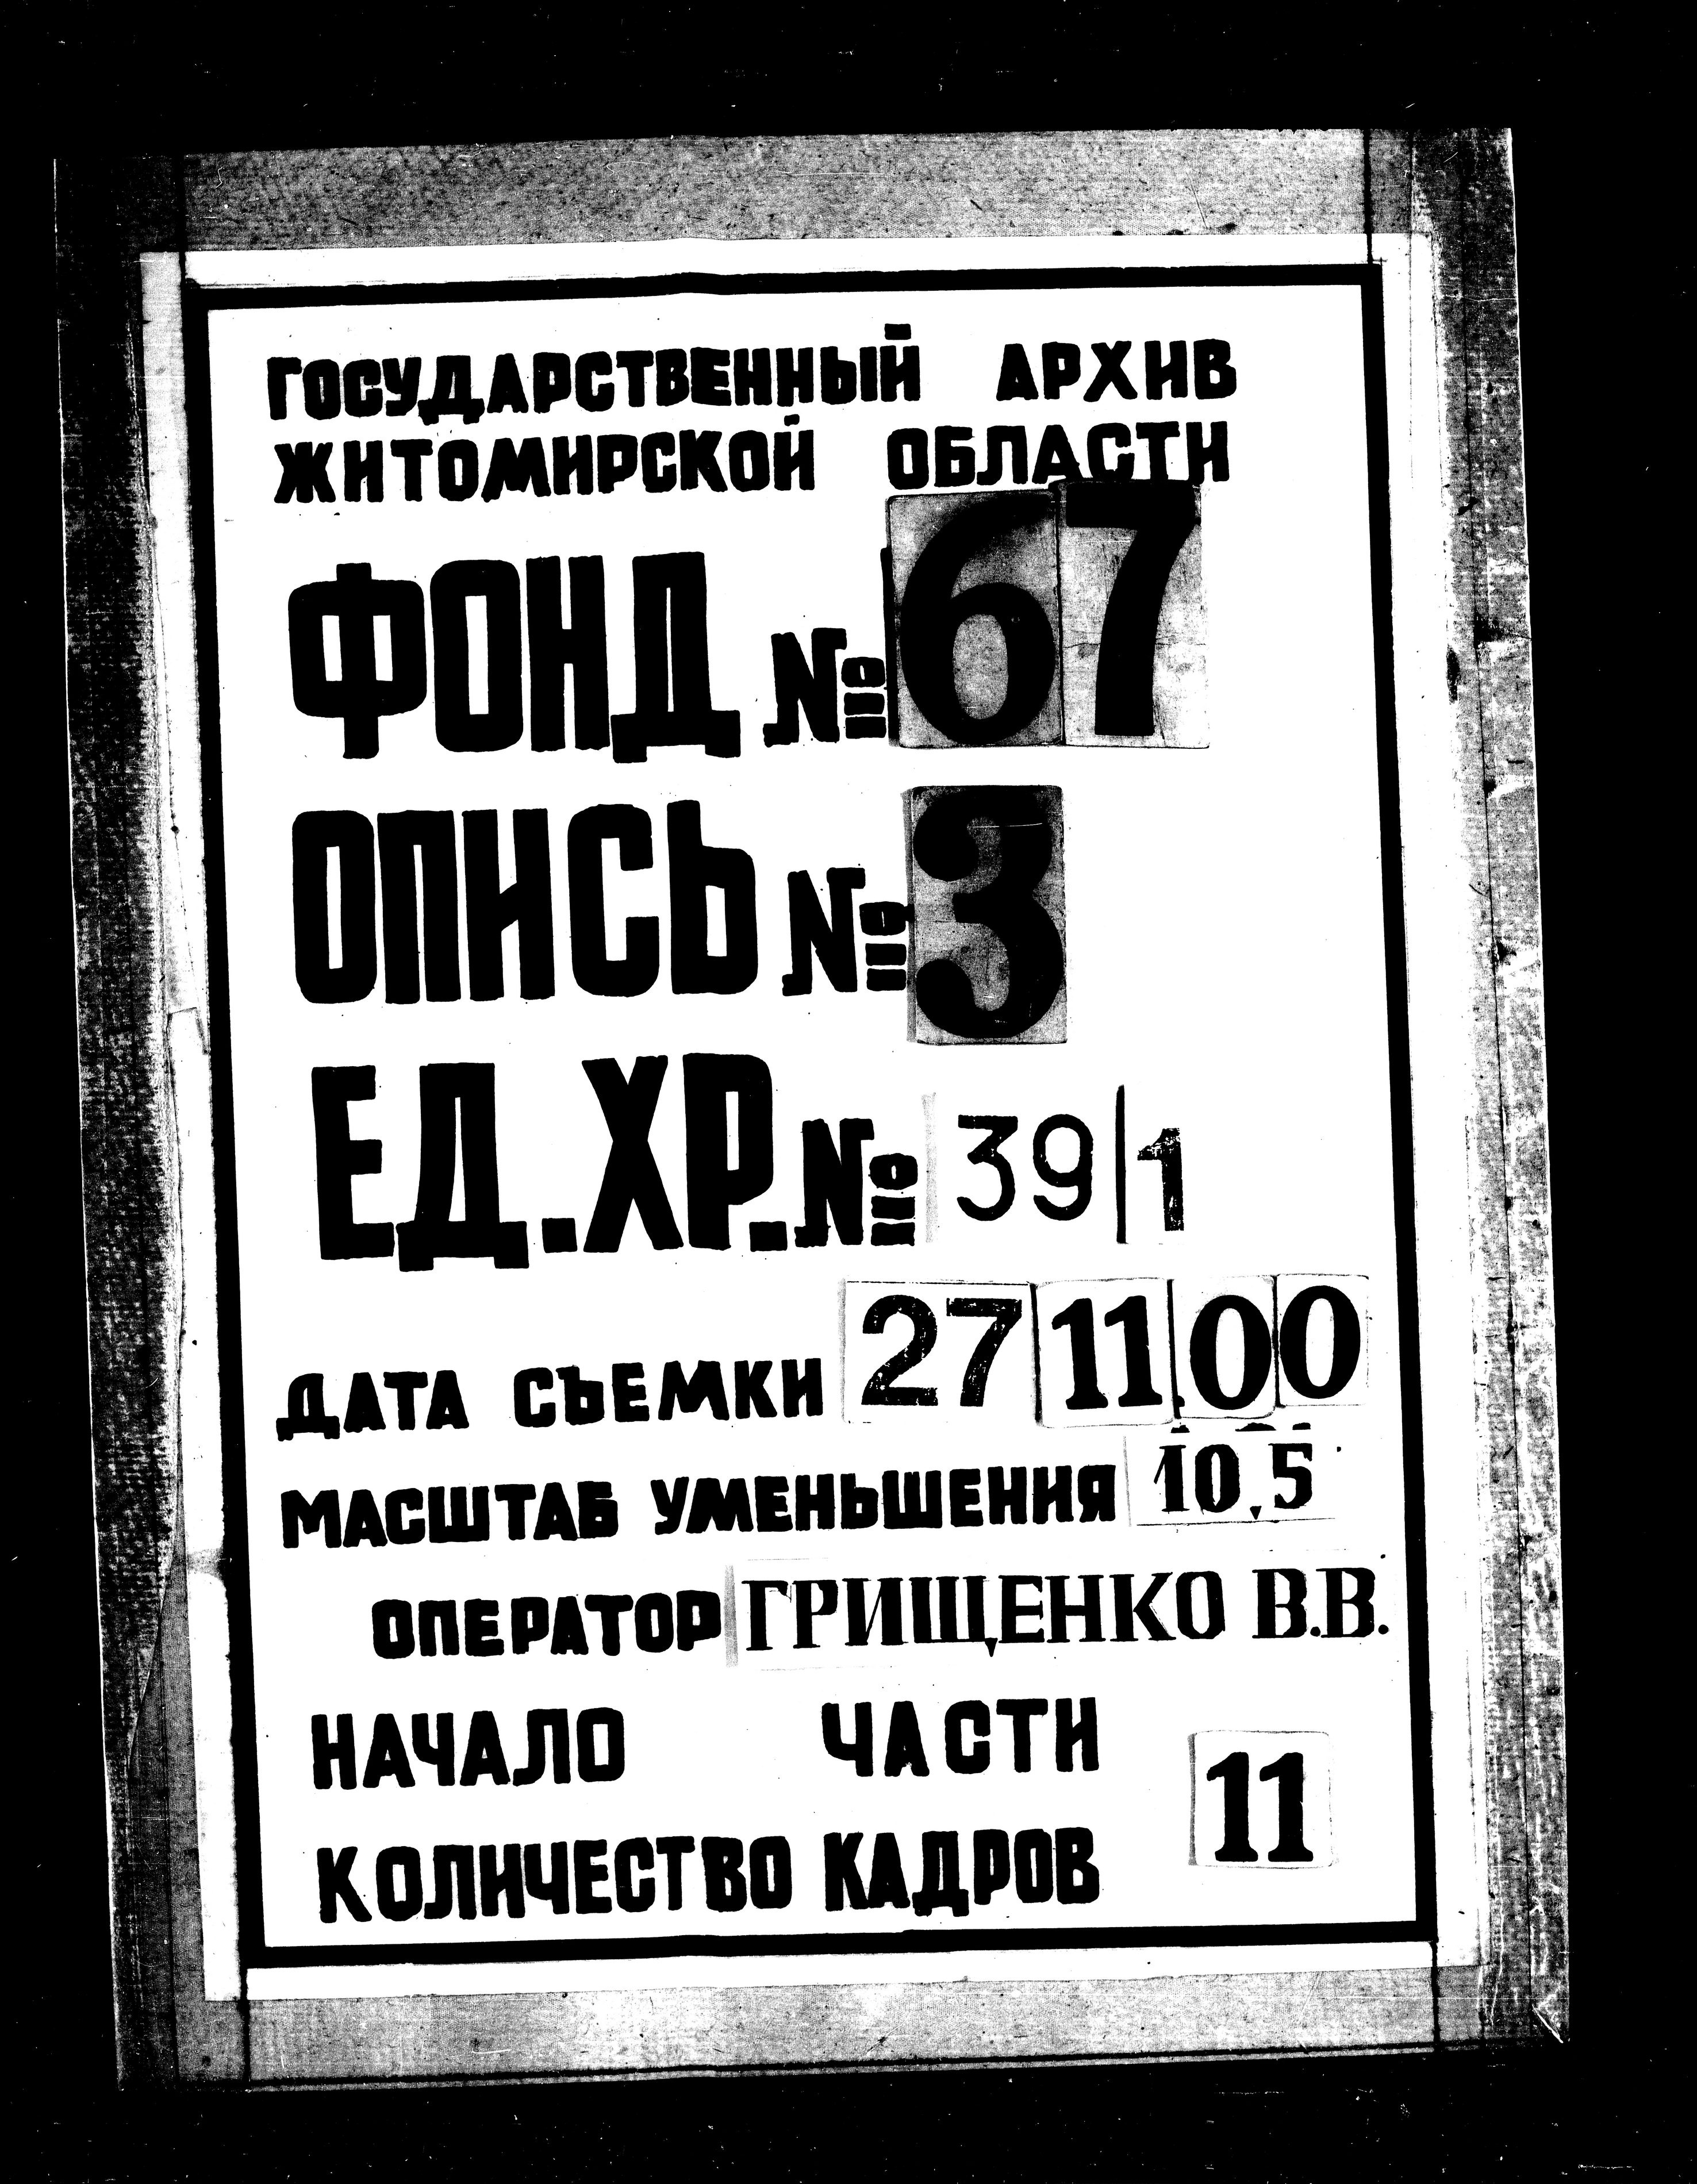 ГОСУДАРСТВЕННЫЙ АРХИВ
ЖИТОМИРСКОЙ ОБЛАСТИ
ФОНД № 67
ОПИСЬ № 3
ЕД.ХР. № 39/1
ДАТА СЪЕМКИ 27 11 00
МАСШТАБ УМЕНЬШЕНИЯ 10,5
ОПЕРАТОР ГРИЩЕНКО В.В.
НАЧАЛО ЧАСТИ
КОЛИЧЕСТВО КАДРОВ 11